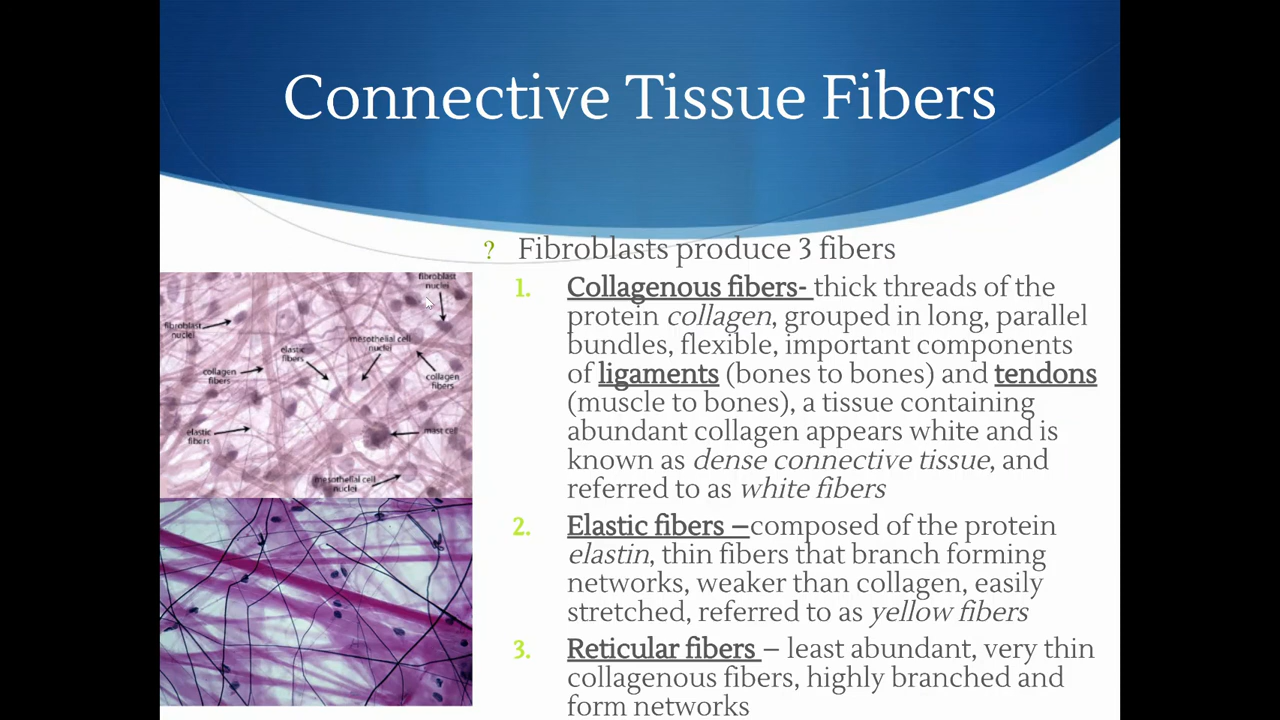 Connective Tissue Fibers
? Fibroblasts produce 3 fibers
1. Collagenous fibers- thick threads of the
protein collagen, grouped in long, parallel
bundles, flexible, important components
of ligaments (bones to bones) and tendons
(muscle to bones), a tissue containing
abundant collagen appears white and is
known as dense connective tissue, and
referred to as white fibers
2. Elastic fibers –composed of the protein
elastin, thin fibers that branch forming
networks, weaker than collagen, easily
stretched, referred to as yellow fibers
3. Reticular fibers – least abundant, very thin
collagenous fibers, highly branched and
form networks
fibroblast
nuclei
fibroblast
nuclei
elastic
fibers
mesothelial cell
nuclei
collagen
fibers
collagen
fibers
elastic
fibers
mast cell
mesothelial cell
nuclei